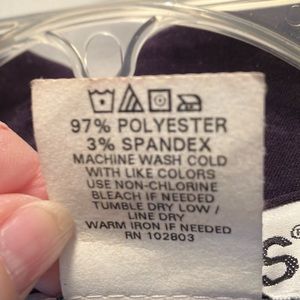 97% POLYESTER
3% SPANDEX
MACHINE WASH COLD
WITH LIKE COLORS
USE NON-CHLORINE
BLEACH IF NEEDED
TUMBLE DRY LOW /
LINE DRY
WARM IRON IF NEEDED
RN 102803
S